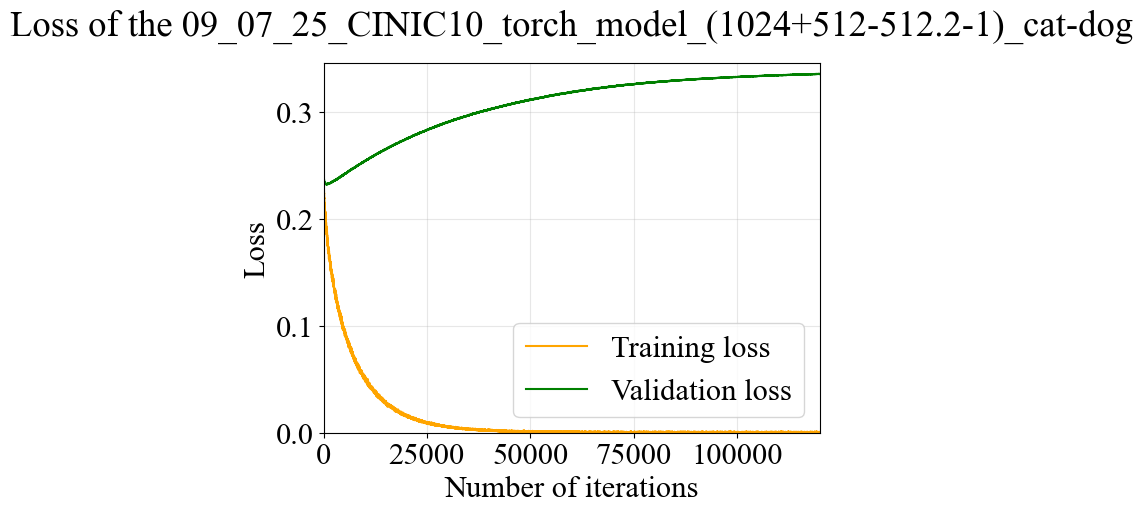 Loss of the 09_07_25_CINIC10_torch_model_(1024+512-512.2-1)_cat-dog
0.3
0.2
0.1
0.0
Loss
Training loss
Validation loss
0 25000 50000 75000 100000
Number of iterations